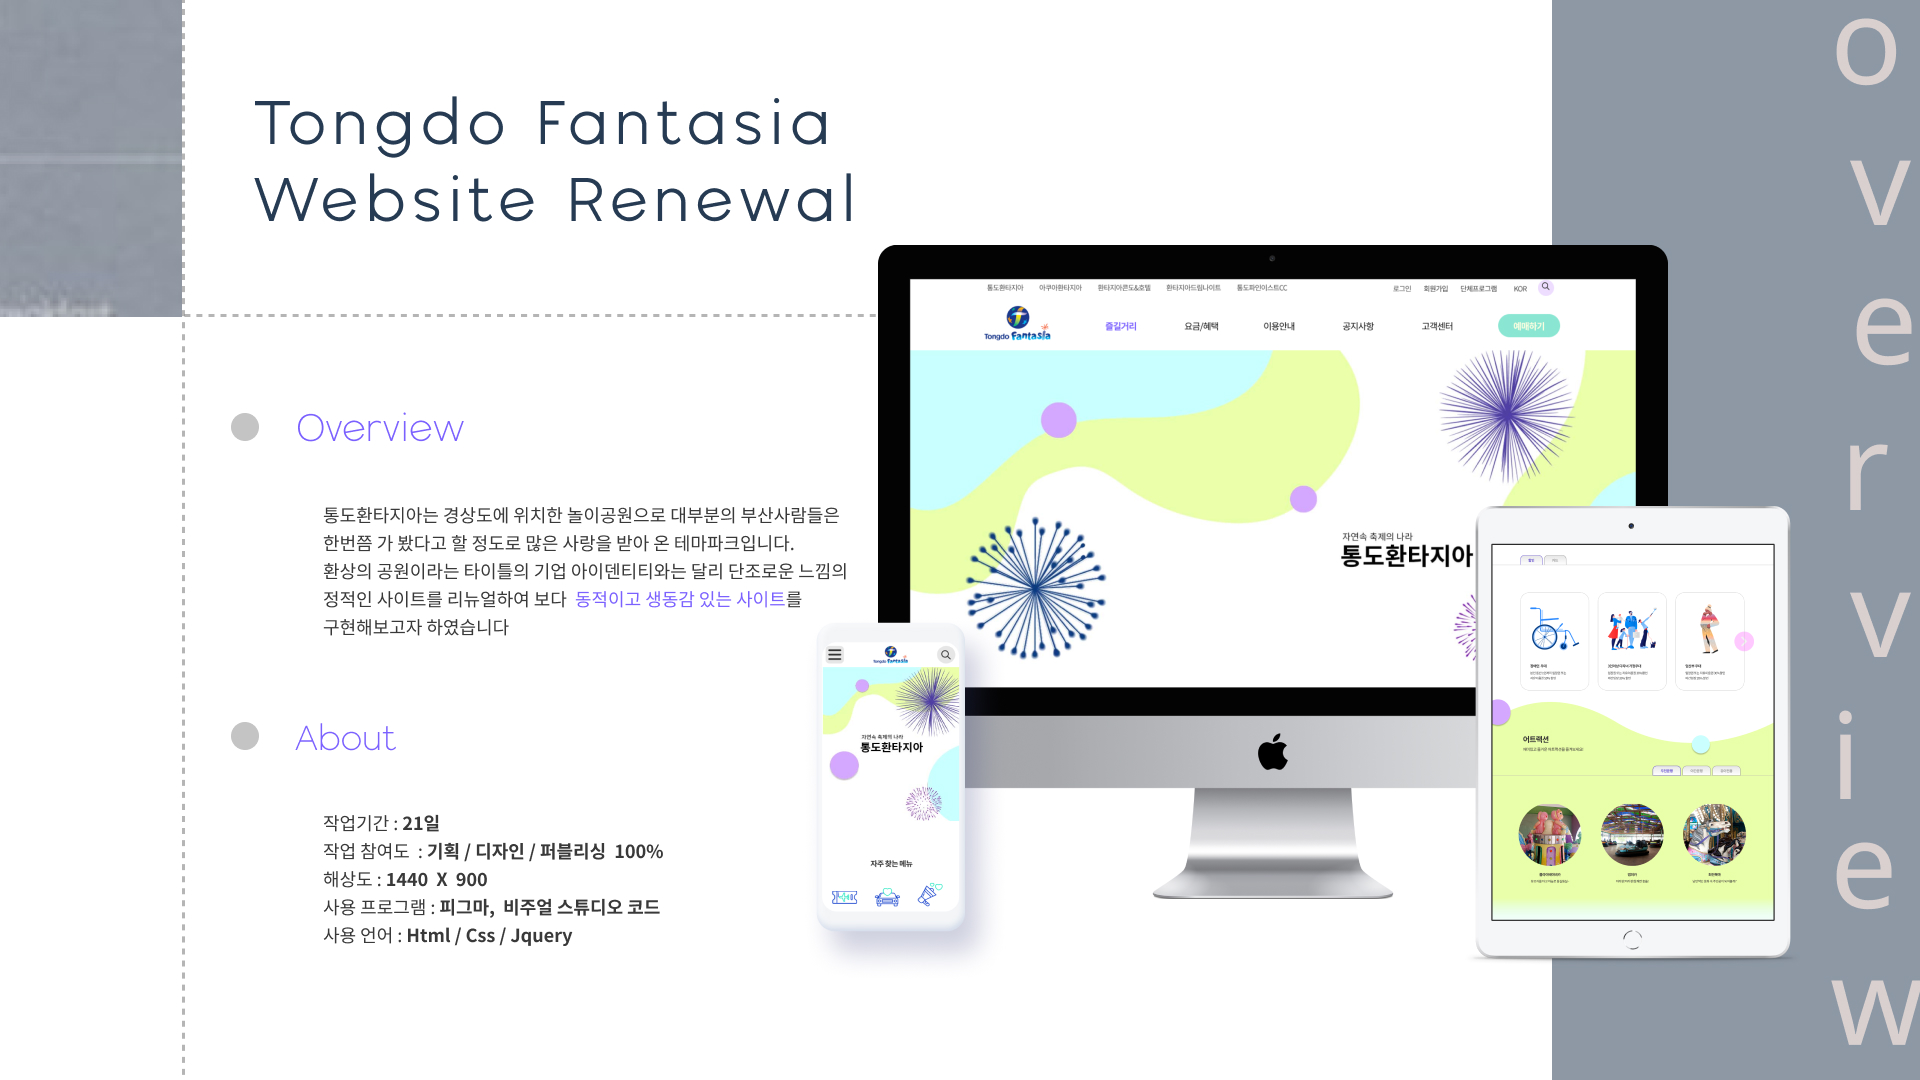 Tongdo Fantasia
Website Renewal
Overview
통도환타지아는 경상도에 위치한 놀이공원으로 대부분의 부산사람들은
한번쯤 가 봤다고 할 정도로 많은 사랑을 받아 온 테마파크입니다.
환상의 공원이라는 타이틀의 기업 아이덴티티와는 달리 단조로운 느낌의
정적인 사이트를 리뉴얼하여 보다 동적이고 생동감 있는 사이트를
구현해보고자 하였습니다
About
작업기간 : 21일
작업 참여도 : 기획 / 디자인 / 퍼블리싱 100%
해상도 : 1440 X 900
사용 프로그램 : 피그마, 비주얼 스튜디오 코드
사용 언어 : Html / Css / Jquery
통도환타지아 아쿠아환타지아 환타지아콘도&호텔 환타지아드림나이트 통도파인이스트CC
로그인 회원가입 단체프로그램 KOR
Tongdo Fantasia
즐길거리 요금/혜택 이용안내 공지사항 고객센터 예매하기
자연속 축제의 나라
통도환타지아
Tongdo Fantasia
자연속 축제의 나라
통도환타지아
자주 찾는 메뉴
어트랙션
overview